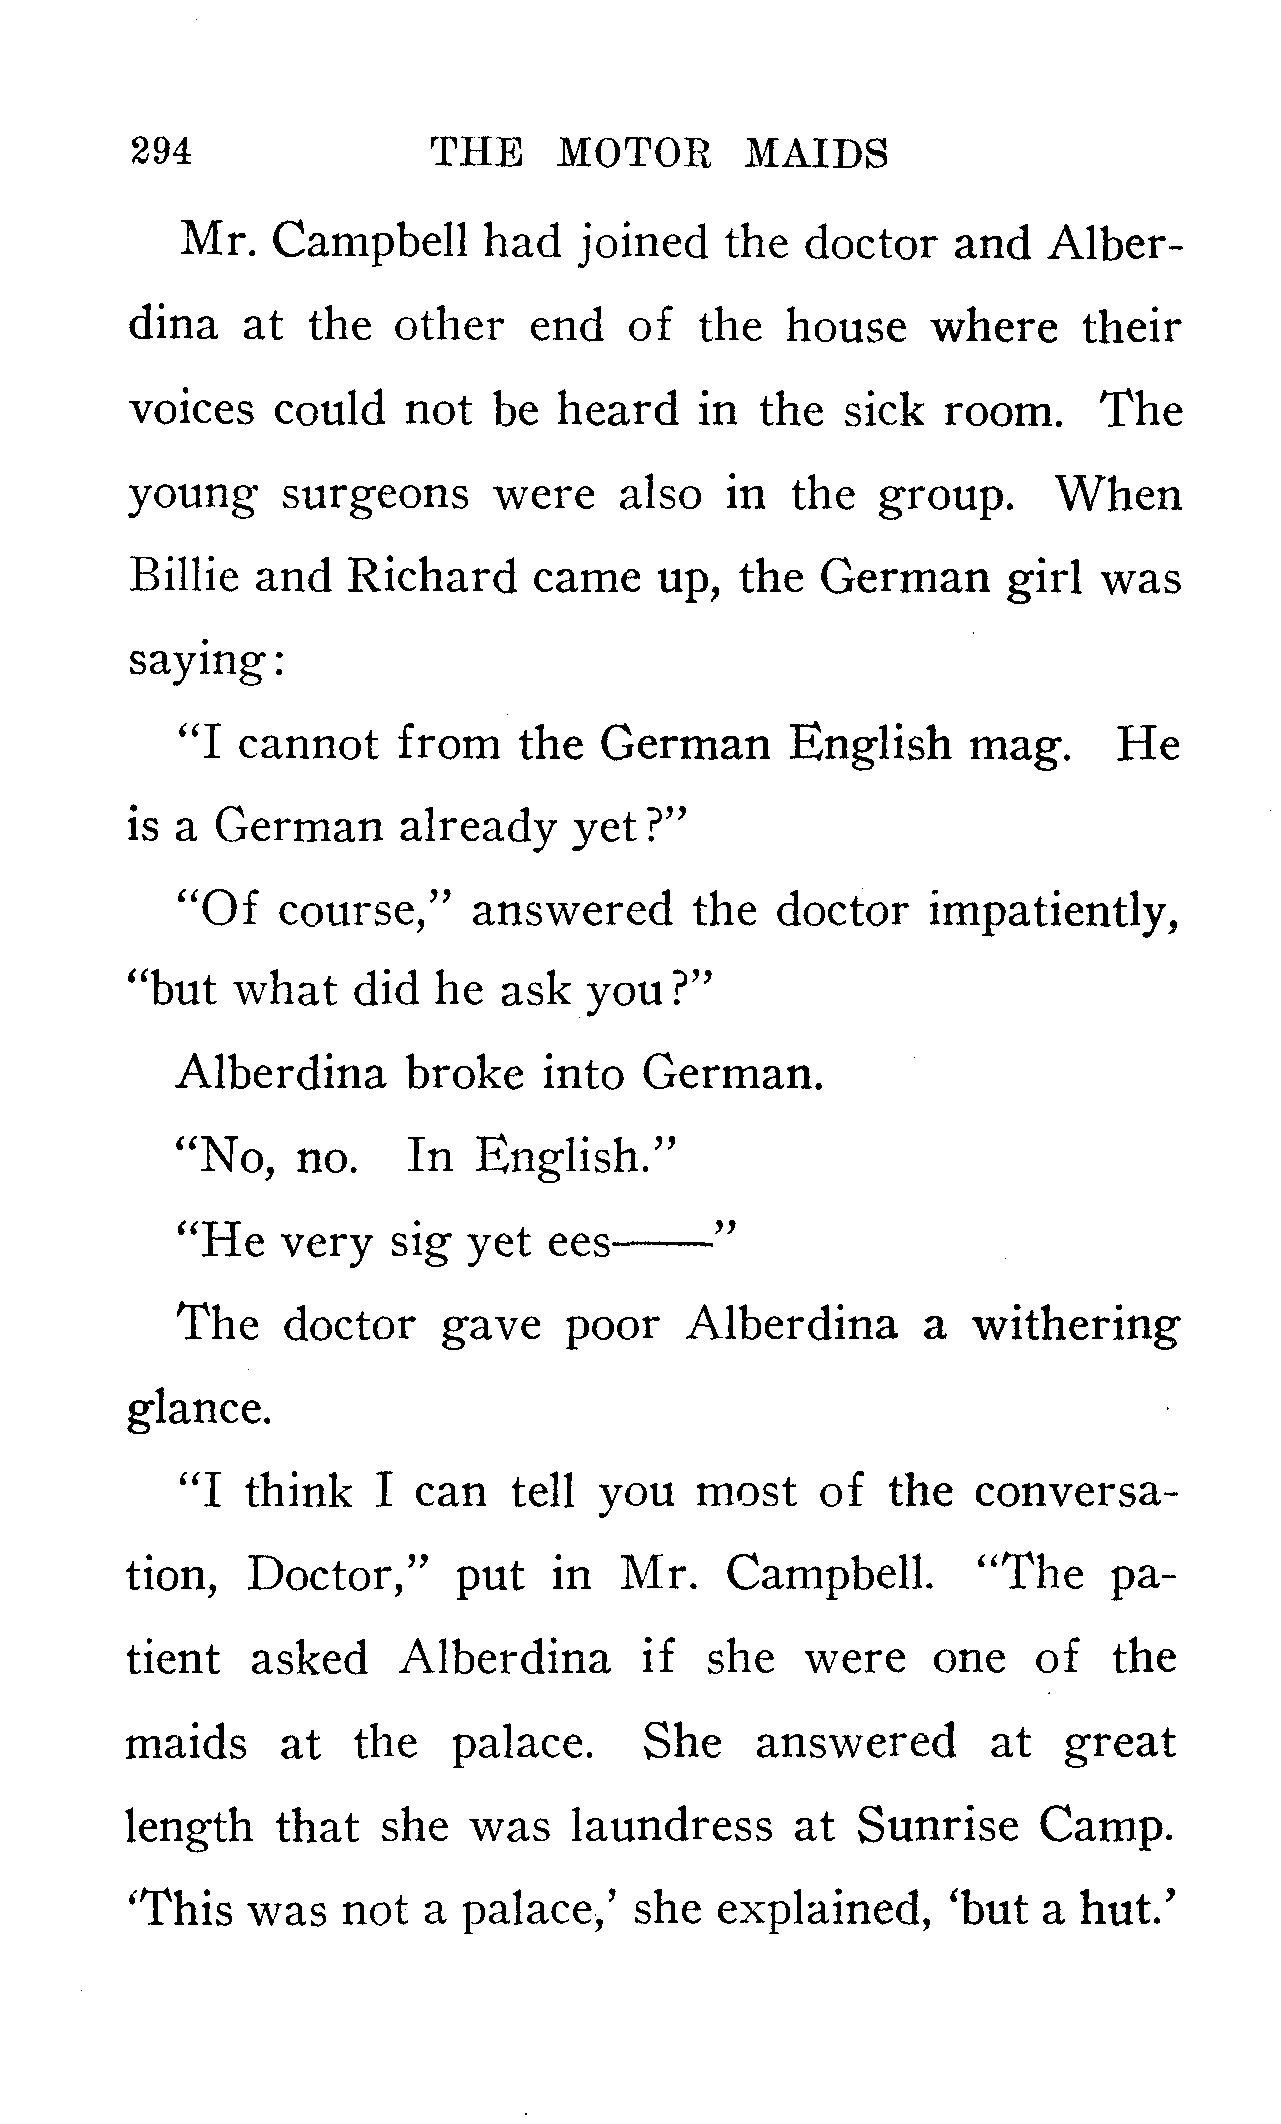 294 THE MOTOR MAIDS
Mr. Campbell had joined the doctor and Alber-
dina at the other end of the house where their
voices could not be heard in the sick room. The
young surgeons were also in the group. When
Billie and Richard came up, the German girl was
saying:
"I cannot from the German English mag. He
is a German already yet?"
"Of course," answered the doctor impatiently,
"but what did he ask you?"
Alberdina broke into German.
"No, no. In English."
"He very sig yet ees——"
The doctor gave poor Alberdina a withering
glance.
"I think I can tell you most of the conversa-
tion, Doctor," put in Mr. Campbell. "The pa-
tient asked Alberdina if she were one of the
maids at the palace. She answered at great
length that she was laundress at Sunrise Camp.
'This was not a palace,' she explained, 'but a hut.'